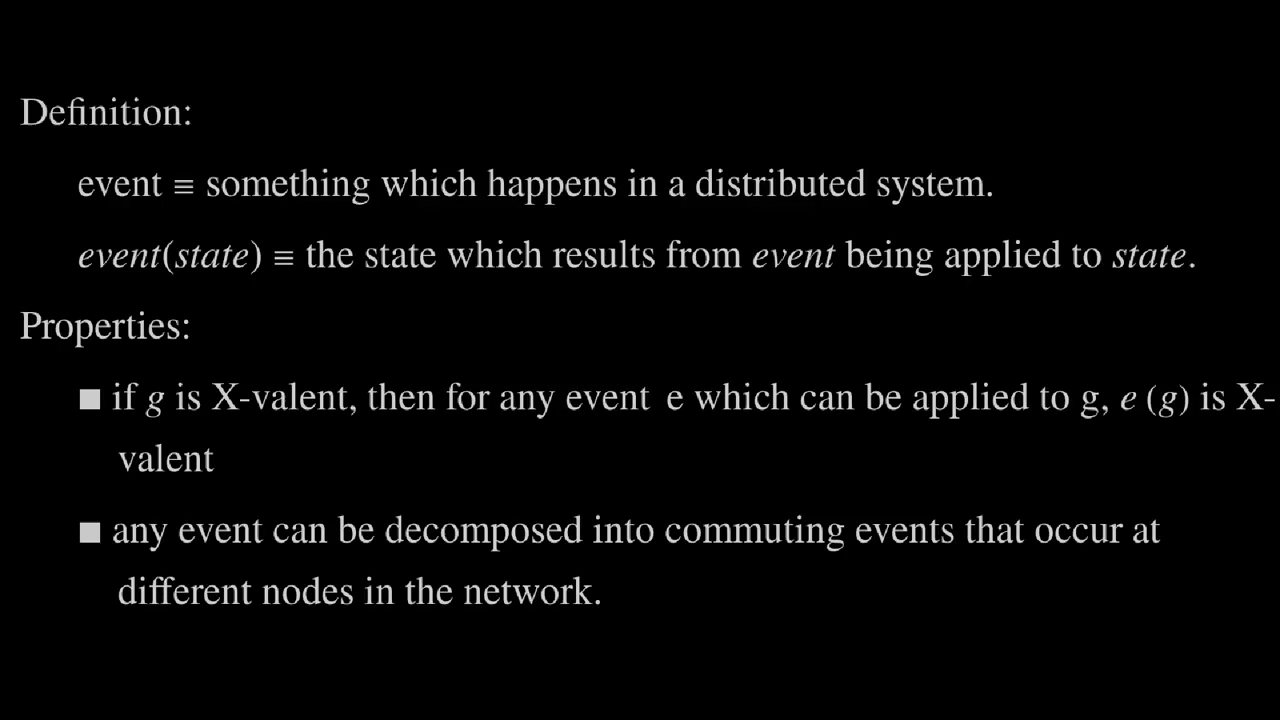 Definition:
event ≡ something which happens in a distributed system.
event(state) ≡ the state which results from event being applied to state.
Properties:
■ if g is X-valent, then for any event e which can be applied to g, e (g) is X-
valent
■ any event can be decomposed into commuting events that occur at
different nodes in the network.